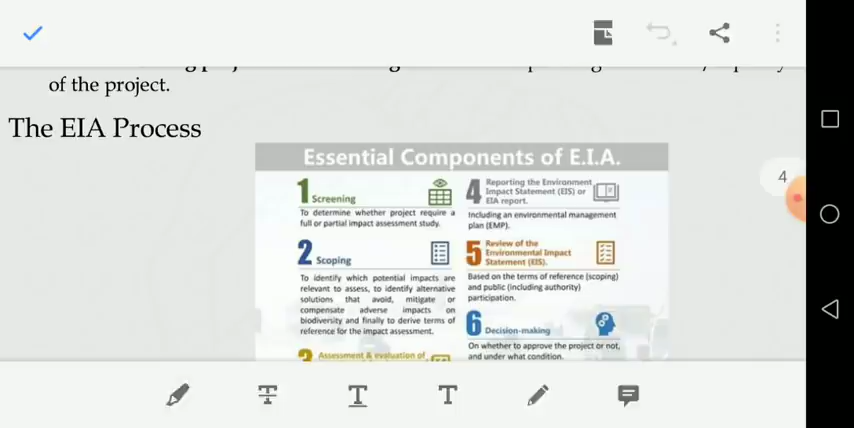 of the project.
The EIA Process
4
Essential Components of E.I.A.
1 Screening
To determine whether project require a
full or partial impact assessment study.
2 Scoping
To identify which potential impacts are
relevant to assess, to identify alternative
solutions that avoid, mitigate or
compensate adverse impacts on
biodiversity and finally to derive terms of
reference for the impact assessment.
3 Assessment & evaluation of
4 Reporting the Environment
Impact Statement (EIS) or
EIA report.
Including an environmental management
plan (EMP).
5 Review of the
Environmental Impact
Statement (EIS).
Based on the terms of reference (scoping)
and public (including authority)
participation.
6 Decision-making
On whether to approve the project or not,
and under what condition.